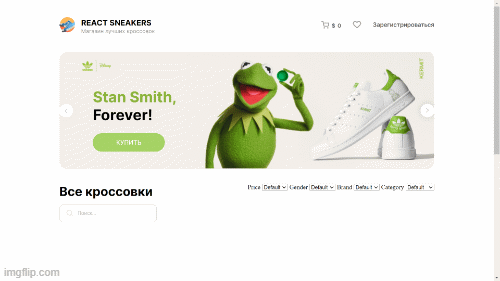 REACT SNEAKERS
Магазин лучших кроссовок
$ 0
Зарегистрироваться
Disney
KERMIT
Stan Smith,
Forever!
КУПИТЬ
Все кроссовки
Price Default Gender Default Brand Default Category Default
Поиск...
imgflip.com